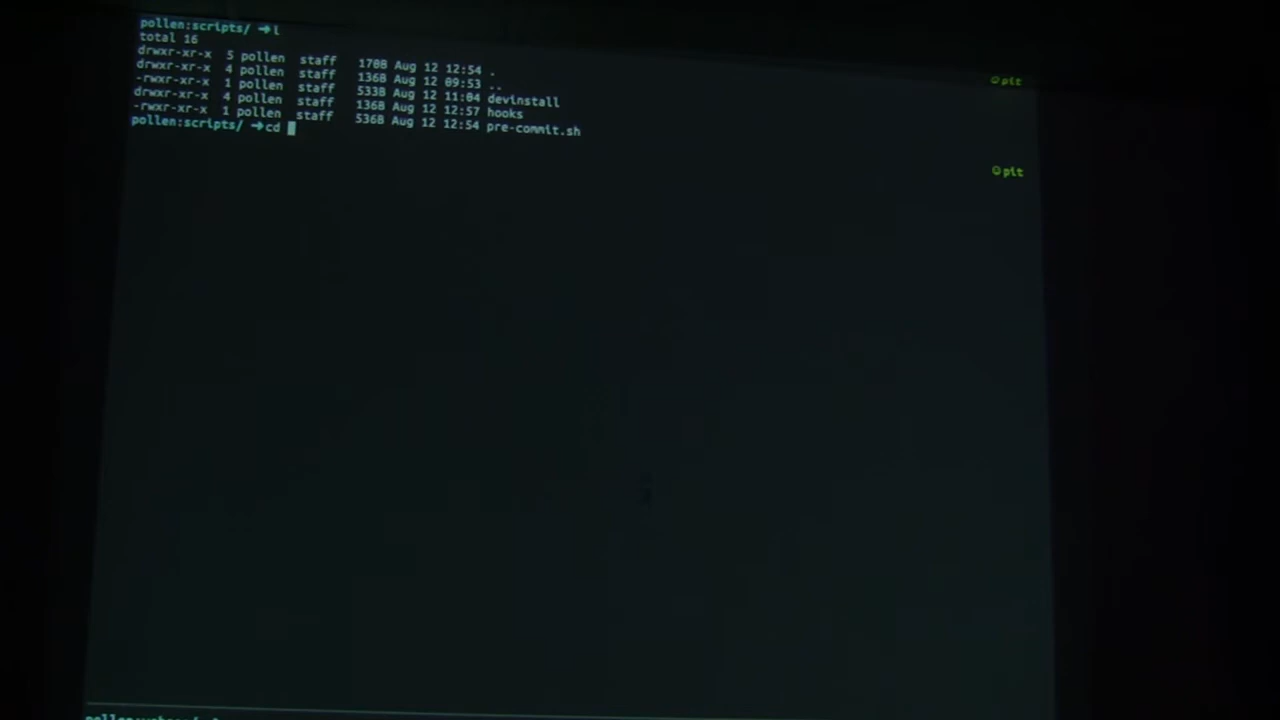 pollen:scripts/ ➜l
total 16
drwxr-xr-x 5 pollen staff 170B Aug 12 12:54 .
drwxr-xr-x 4 pollen staff 136B Aug 12 09:53 ..
-rwxr-xr-x 1 pollen staff 533B Aug 12 11:04 devinstall
drwxr-xr-x 4 pollen staff 136B Aug 12 12:57 hooks
-rwxr-xr-x 1 pollen staff 536B Aug 12 12:54 pre-commit.sh
pollen:scripts/ ➜cd
☺pit
☺pit